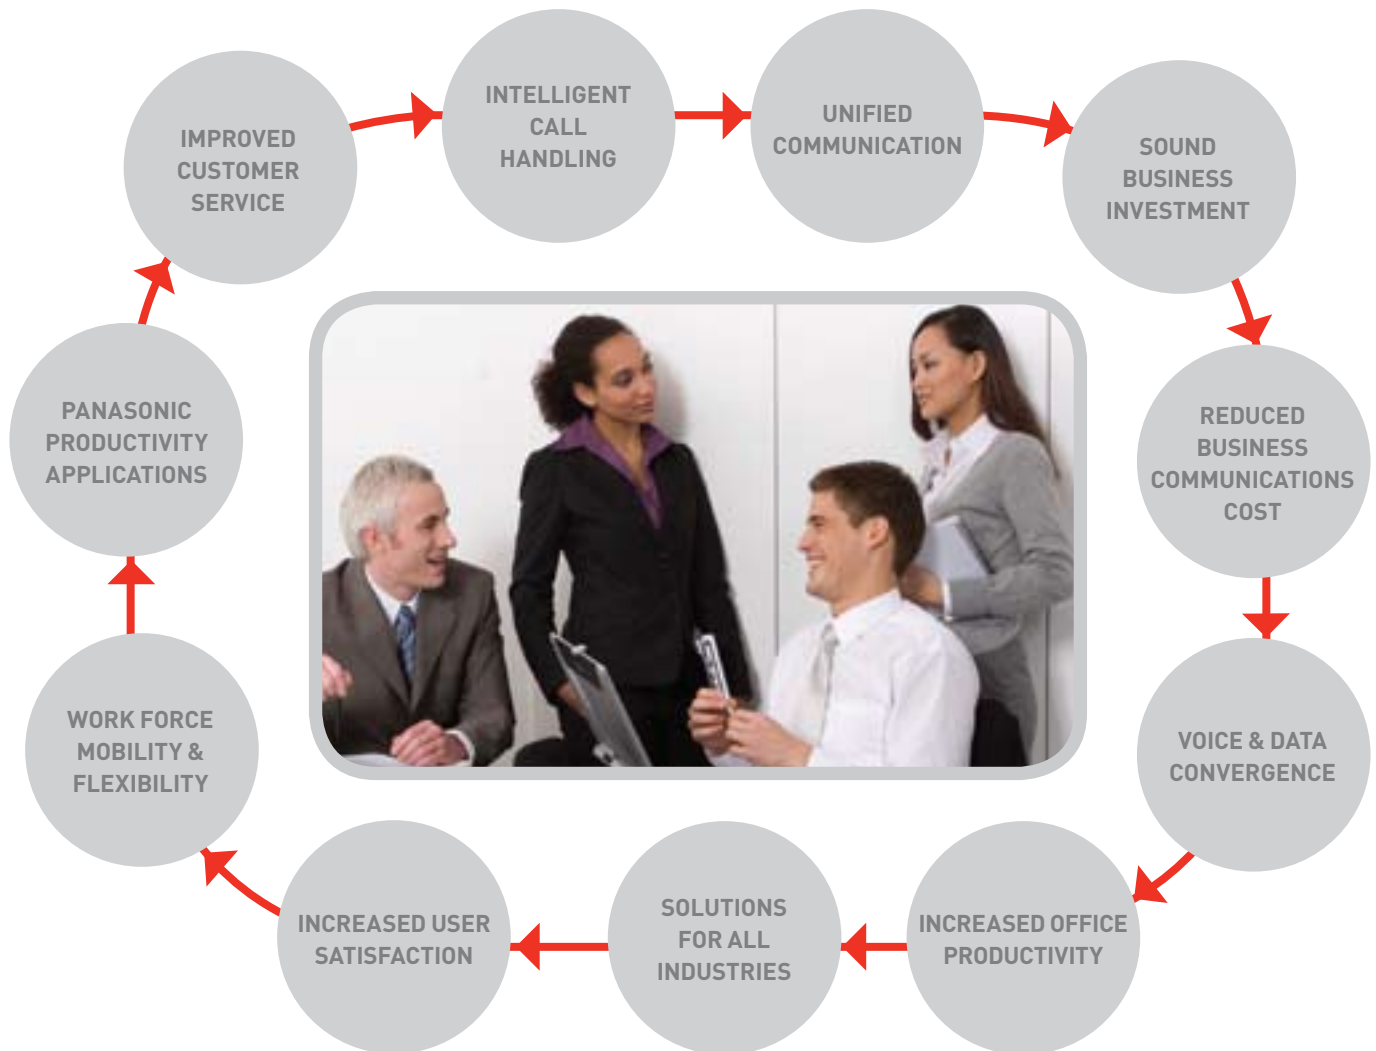 INTELLIGENT
CALL
HANDLING
UNIFIED
COMMUNICATION
SOUND
BUSINESS
INVESTMENT
REDUCED
BUSINESS
COMMUNICATIONS
COST
VOICE & DATA
CONVERGENCE
INCREASED OFFICE
PRODUCTIVITY
SOLUTIONS
FOR ALL
INDUSTRIES
INCREASED USER
SATISFACTION
WORK FORCE
MOBILITY &
FLEXIBILITY
PANASONIC
PRODUCTIVITY
APPLICATIONS
IMPROVED
CUSTOMER
SERVICE